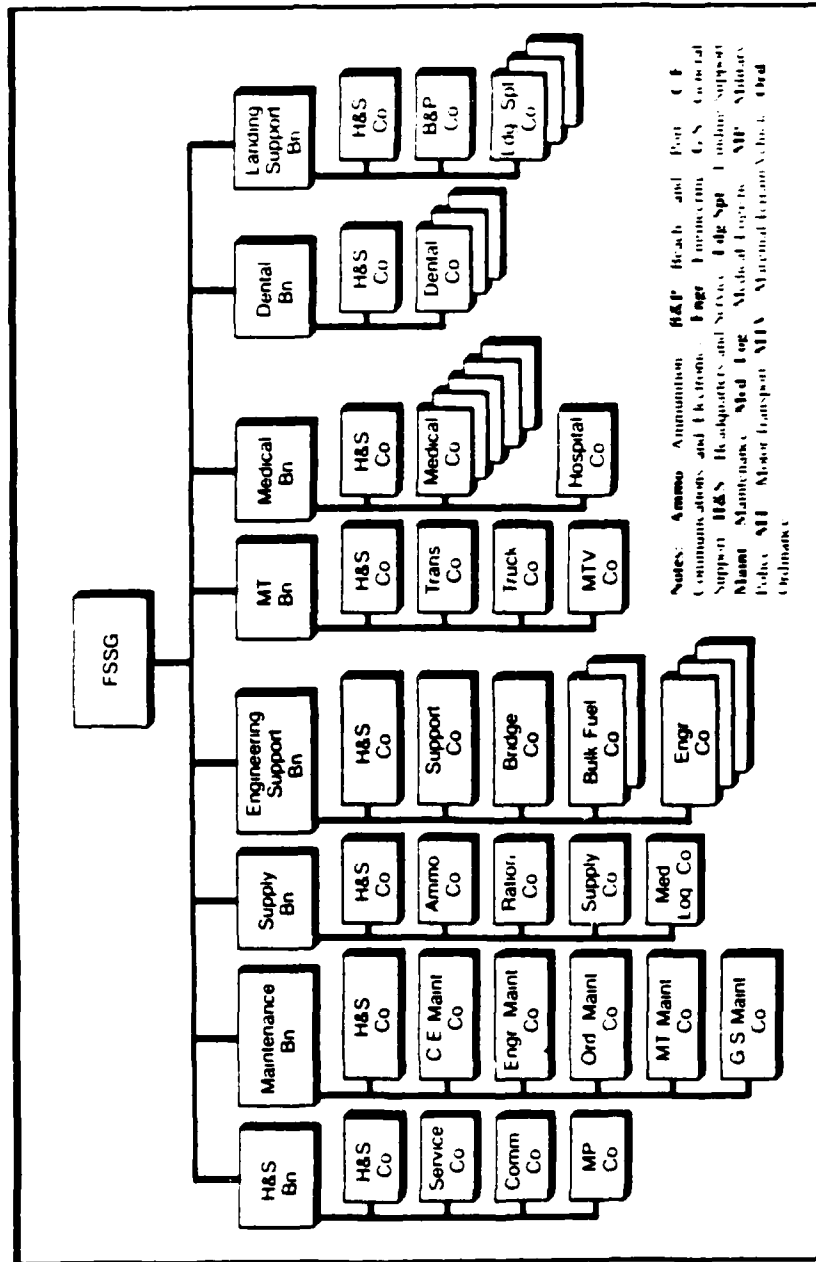 FSSG
H&S
Bn
H&S
Co
Service
Co
Comm
Co
MP
Co
Maintenance
Bn
H&S
Co
C E Maint
Co
Engr Maint
Co
Ord Maint
Co
MT Maint
Co
G S Maint
Co
Supply
Bn
H&S
Co
Ammo
Co
Ration
Co
Supply
Co
Med
Log Co
Engineering
Support
Bn
H&S
Co
Support
Co
Bridge
Co
Bulk Fuel
Co
Engr
Co
MT
Bn
H&S
Co
Trans
Co
Truck
Co
MTV
Co
Medical
Bn
H&S
Co
Medical
Co
Hospital
Co
Dental
Bn
H&S
Co
Dental
Co
Landing
Support
Bn
H&S
Co
B&P
Co
Ldg Spt
Co
Notes: Ammo Ammunition B&P Beach and Port C E
Communications and Electronics Engr Engineering G S General
Support H&S Headquarters and Service Ldg Spt Landing Support
Maint Maintenance Med Log Medical Logistic MP Military
Police MT Motor Transport MTV Terrain Vehicle Ord
Ordnance